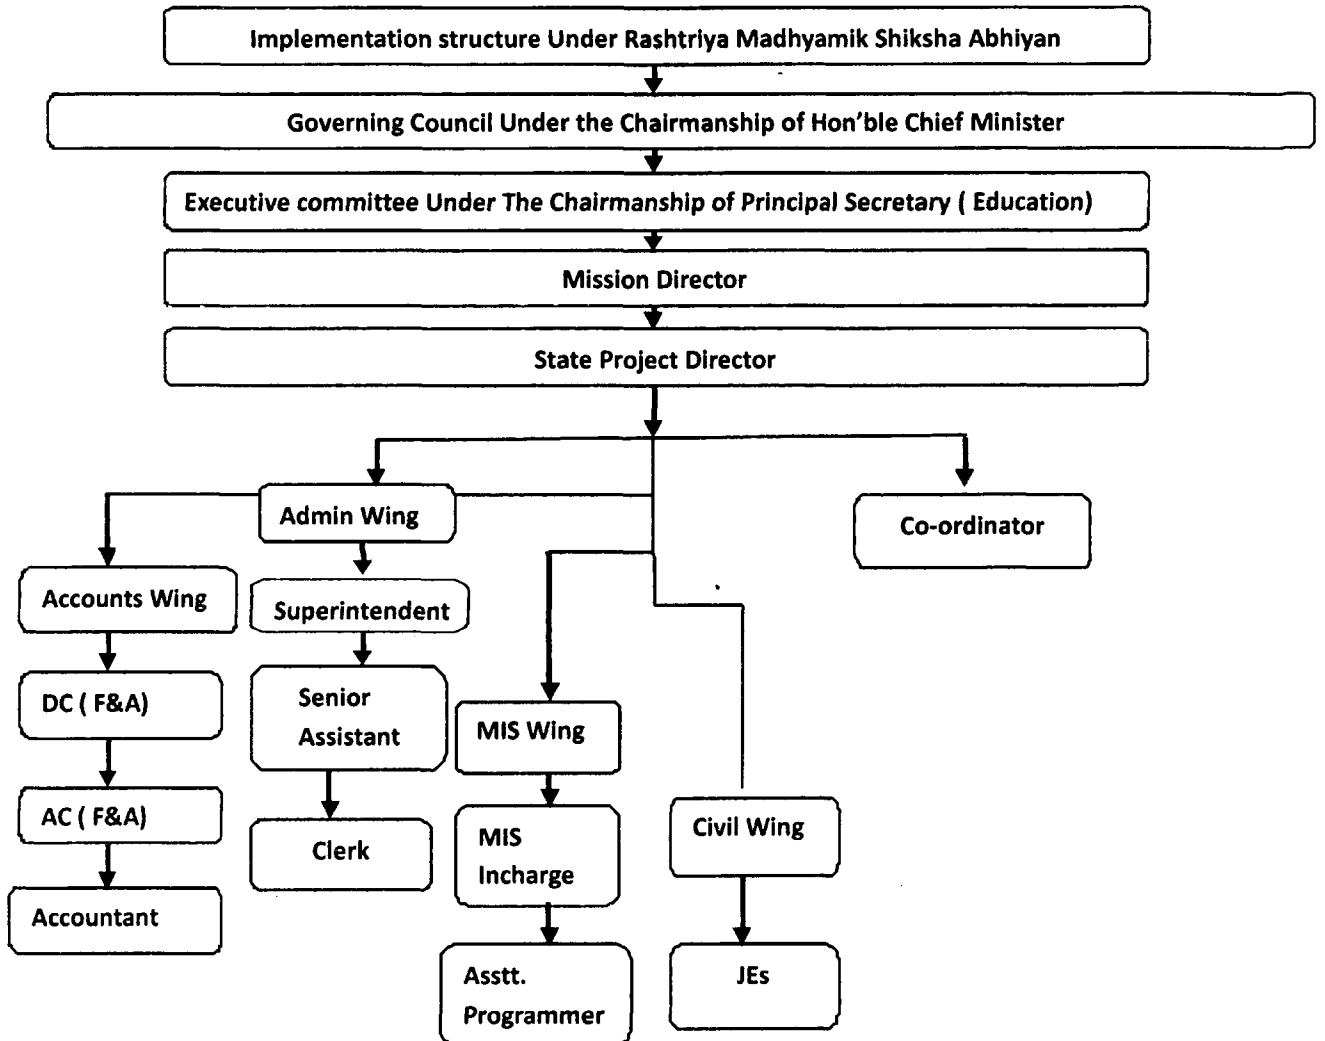 Implementation structure Under Rashtriya Madhyamik Shiksha Abhiyan
Governing Council Under the Chairmanship of Hon'ble Chief Minister
Executive committee Under The Chairmanship of Principal Secretary ( Education)
Mission Director
State Project Director
Admin Wing
Co-ordinator
Accounts Wing
Superintendent
DC ( F&A)
Senior
Assistant
MIS Wing
AC ( F&A)
Clerk
MIS
Incharge
Civil Wing
Accountant
Asstt.
Programmer
JEs